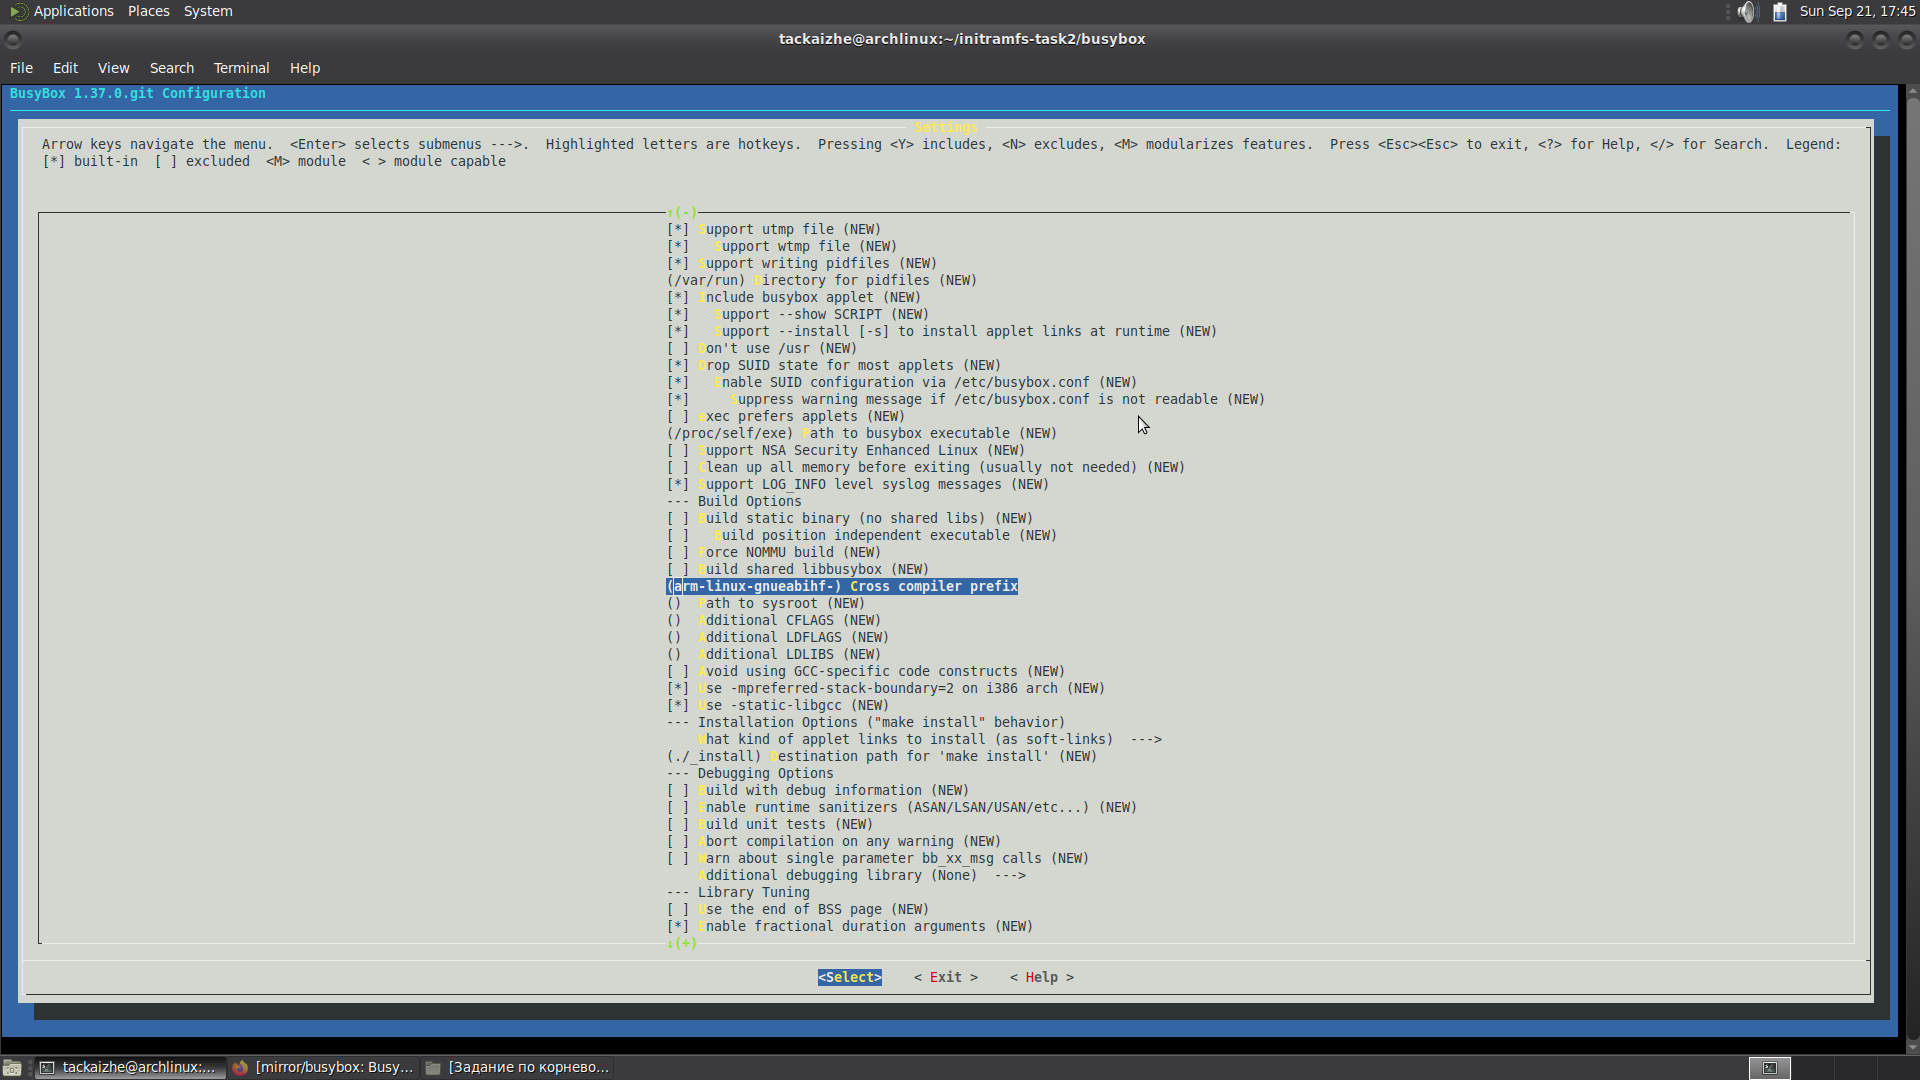 Applications Places System
Sun Sep 21, 17:45
tackaizhe@archlinux:~/initramfs-task2/busybox
File Edit View Search Terminal Help
BusyBox 1.37.0.git Configuration
Settings
Arrow keys navigate the menu. <Enter> selects submenus --->. Highlighted letters are hotkeys. Pressing <Y> includes, <N> excludes, <M> modularizes features. Press <Esc><Esc> to exit, <?> for Help, </> for Search. Legend:
[*] built-in [ ] excluded <M> module < > module capable
↑(-)
[*] Support utmp file (NEW)
[*]   Support wtmp file (NEW)
[*] Support writing pidfiles (NEW)
(/var/run) Directory for pidfiles (NEW)
[*] Include busybox applet (NEW)
[*]   Support --show SCRIPT (NEW)
[*]   Support --install [-s] to install applet links at runtime (NEW)
[ ] Don't use /usr (NEW)
[*] Drop SUID state for most applets (NEW)
[*]   Enable SUID configuration via /etc/busybox.conf (NEW)
[*]     Suppress warning message if /etc/busybox.conf is not readable (NEW)
[ ] exec prefers applets (NEW)
(/proc/self/exe) Path to busybox executable (NEW)
[ ] Support NSA Security Enhanced Linux (NEW)
[ ] Clean up all memory before exiting (usually not needed) (NEW)
[*] Support LOG_INFO level syslog messages (NEW)
--- Build Options
[ ] Build static binary (no shared libs) (NEW)
[ ]   Build position independent executable (NEW)
[ ] Force NOMMU build (NEW)
[ ] Build shared libbusybox (NEW)
(arm-linux-gnueabihf-) Cross compiler prefix
() Path to sysroot (NEW)
() Additional CFLAGS (NEW)
() Additional LDFLAGS (NEW)
() Additional LDLIBS (NEW)
[ ] Avoid using GCC-specific code constructs (NEW)
[*] Use -mpreferred-stack-boundary=2 on i386 arch (NEW)
[*] Use -static-libgcc (NEW)
--- Installation Options ("make install" behavior)
What kind of applet links to install (as soft-links) --->
(./_install) Destination path for 'make install' (NEW)
--- Debugging Options
[ ] Build with debug information (NEW)
[ ] Enable runtime sanitizers (ASAN/LSAN/USAN/etc...) (NEW)
[ ] Build unit tests (NEW)
[ ] Abort compilation on any warning (NEW)
[ ] Warn about single parameter bb_xx_msg calls (NEW)
Additional debugging library (None) --->
--- Library Tuning
[ ] Use the end of BSS page (NEW)
[*] Enable fractional duration arguments (NEW)
↓(+)
<Select> < Exit > < Help >
tackaizhe@archlinux:... [mirror/busybox: Busy... [Задание по корнево...